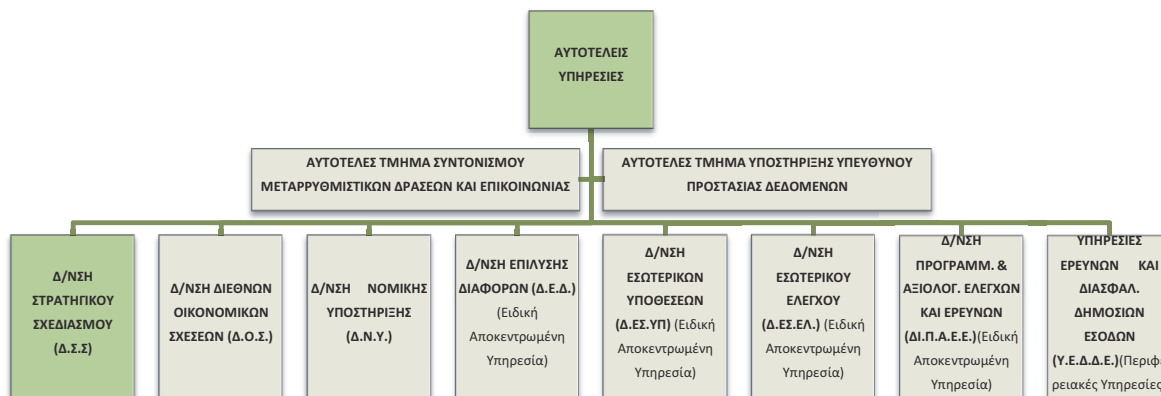 ΑΥΤΟΤΕΛΕΙΣ
ΥΠΗΡΕΣΙΕΣ
ΑΥΤΟΤΕΛΕΣ ΤΜΗΜΑ ΣΥΝΤΟΝΙΣΜΟΥ
ΜΕΤΑΡΡΥΘΜΙΣΤΙΚΩΝ ΔΡΑΣΕΩΝ ΚΑΙ ΕΠΙΚΟΙΝΩΝΙΑΣ
ΑΥΤΟΤΕΛΕΣ ΤΜΗΜΑ ΥΠΟΣΤΗΡΙΞΗΣ ΥΠΕΥΘΥΝΟΥ
ΠΡΟΣΤΑΣΙΑΣ ΔΕΔΟΜΕΝΩΝ
Δ/ΝΣΗ
ΣΤΡΑΤΗΓΙΚΟΥ
ΣΧΕΔΙΑΣΜΟΥ
(Δ.Σ.Σ)
Δ/ΝΣΗ ΔΙΕΘΝΩΝ
ΟΙΚΟΝΟΜΙΚΩΝ
ΣΧΕΣΕΩΝ (Δ.Ο.Σ.)
Δ/ΝΣΗ ΝΟΜΙΚΗΣ
ΥΠΟΣΤΗΡΙΞΗΣ
(Δ.Ν.Υ.)
Δ/ΝΣΗ ΕΠΙΛΥΣΗΣ
ΔΙΑΦΟΡΩΝ (Δ.Ε.Δ.)
(Ειδική
Αποκεντρωμένη
Υπηρεσία)
Δ/ΝΣΗ
ΕΣΩΤΕΡΙΚΩΝ
ΥΠΟΘΕΣΕΩΝ
(Δ.ΕΣ.ΥΠ) (Ειδική
Αποκεντρωμένη
Υπηρεσία)
Δ/ΝΣΗ
ΕΣΩΤΕΡΙΚΟΥ
ΕΛΕΓΧΟΥ
(Δ.ΕΣ.ΕΛ.) (Ειδική
Αποκεντρωμένη
Υπηρεσία)
Δ/ΝΣΗ
ΠΡΟΓΡΑΜΜ. &
ΑΞΙΟΛΟΓ. ΕΛΕΓΧΩΝ
ΚΑΙ ΕΡΕΥΝΩΝ
(ΔΙ.Π.Α.Ε.Ε.)(Ειδική
Αποκεντρωμένη
Υπηρεσία)
ΥΠΗΡΕΣΙΕΣ
ΕΡΕΥΝΩΝ ΚΑΙ
ΔΙΑΣΦΑΛ.
ΔΗΜΟΣΙΩΝ
ΕΣΟΔΩΝ
(Υ.Ε.Δ.Δ.Ε.)(Περιφε
ρειακές Υπηρεσίες